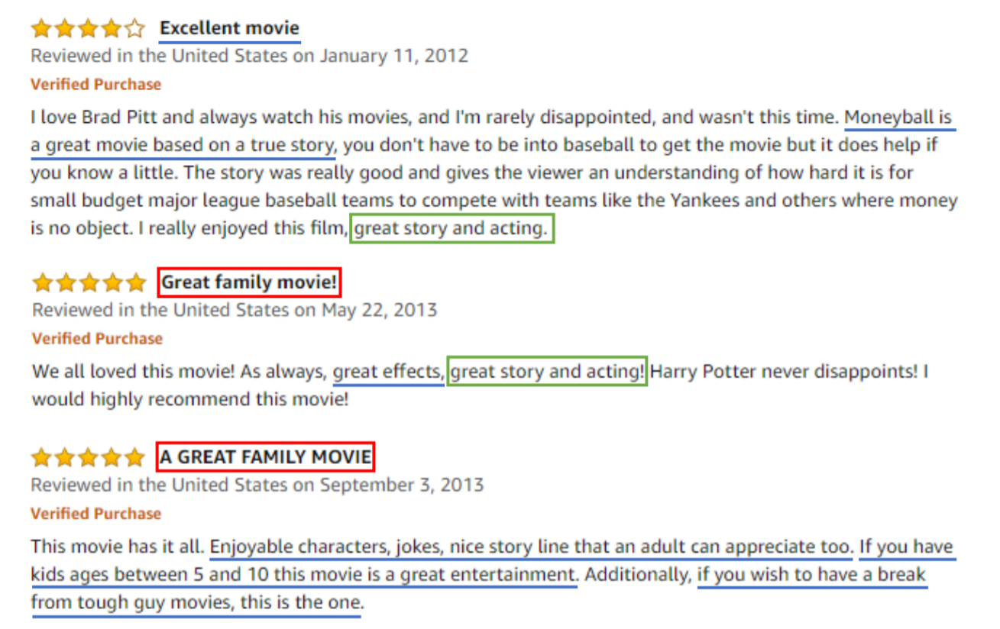 Excellent movie
Reviewed in the United States on January 11, 2012
Verified Purchase
I love Brad Pitt and always watch his movies, and I'm rarely disappointed, and wasn't this time. Moneyball is
a great movie based on a true story, you don't have to be into baseball to get the movie but it does help if
you know a little. The story was really good and gives the viewer an understanding of how hard it is for
small budget major league baseball teams to compete with teams like the Yankees and others where money
is no object. I really enjoyed this film, great story and acting.
Great family movie!
Reviewed in the United States on May 22, 2013
Verified Purchase
We all loved this movie! As always, great effects, great story and acting! Harry Potter never disappoints! I
would highly recommend this movie!
A GREAT FAMILY MOVIE
Reviewed in the United States on September 3, 2013
Verified Purchase
This movie has it all. Enjoyable characters, jokes, nice story line that an adult can appreciate too. If you have
kids ages between 5 and 10 this movie is a great entertainment. Additionally, if you wish to have a break
from tough guy movies, this is the one.